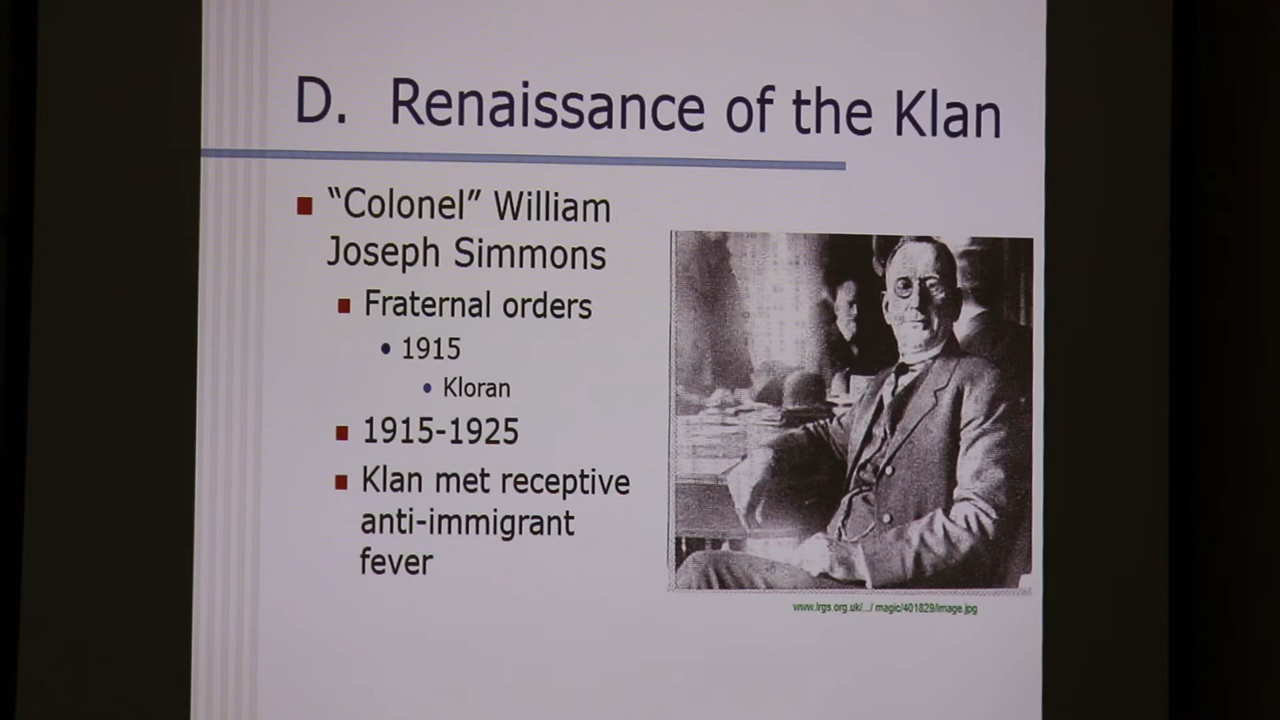 D. Renaissance of the Klan
“Colonel” William
Joseph Simmons
Fraternal orders
1915
Kloran
1915-1925
Klan met receptive
anti-immigrant
fever
www.lrgs.org.uk/.../ magic/401829/image.jpg